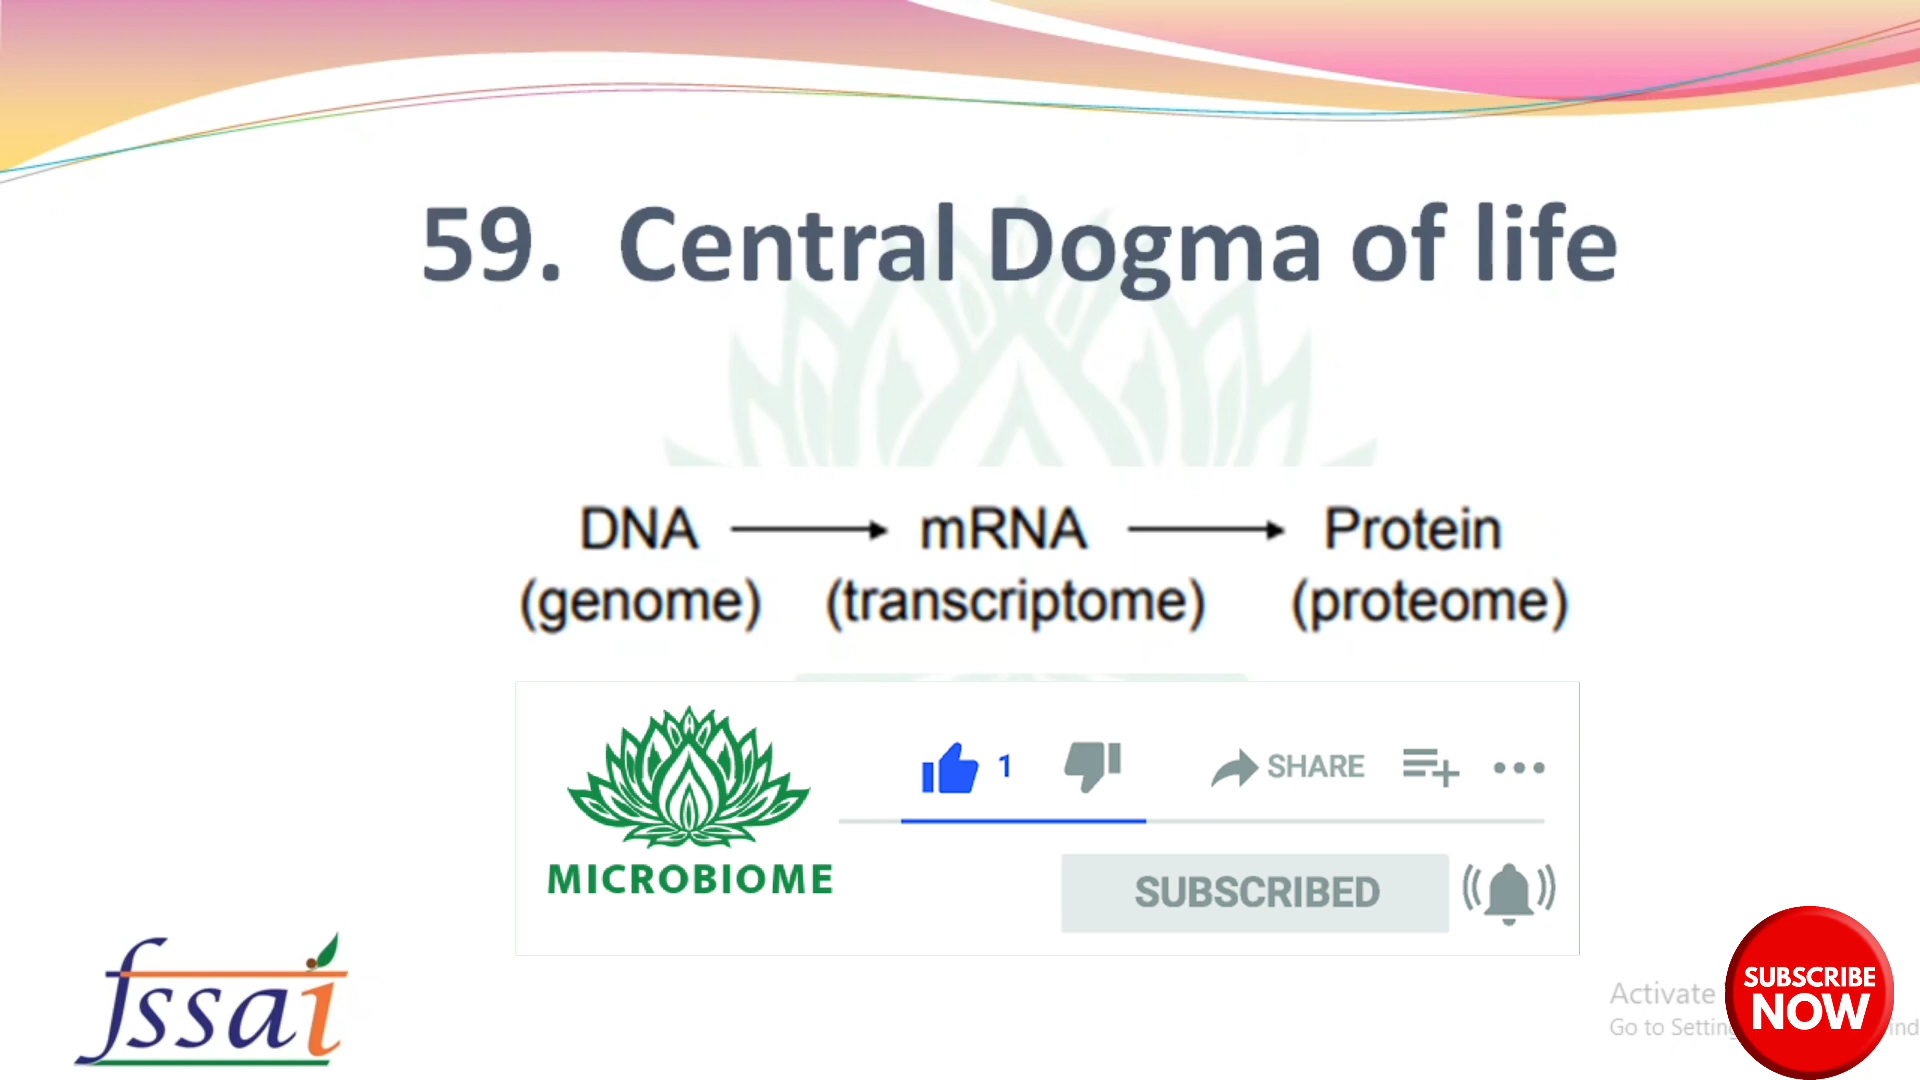 59. Central Dogma of life
DNA → mRNA → Protein
(genome) (transcriptome) (proteome)
MICROBIOME
1 SHARE
SUBSCRIBED
fssai
Activate
Go to Settin
SUBSCRIBE
NOW